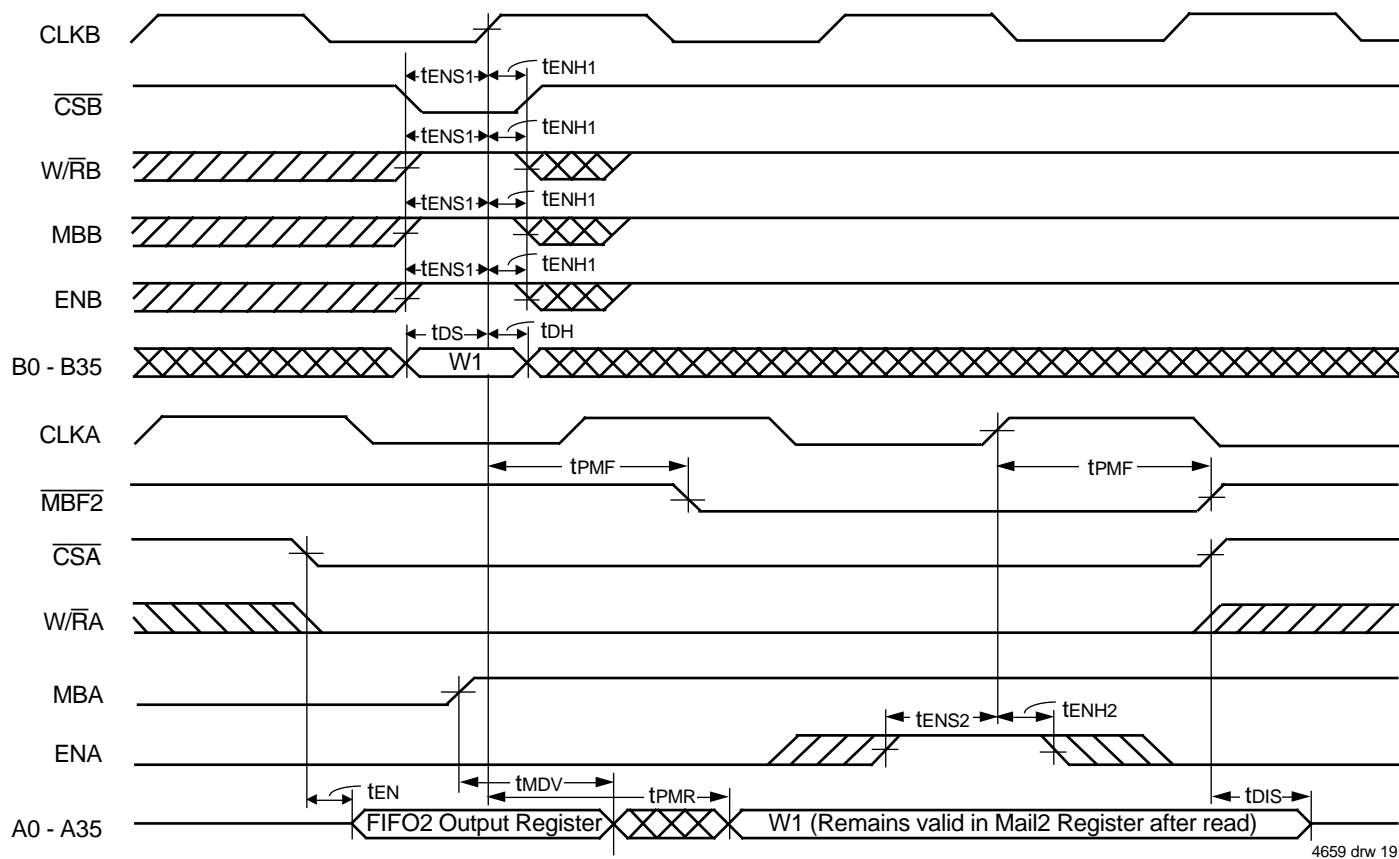 CLKB
tENS1 tENH1
CSB
tENS1 tENH1
W/RB
tENS1 tENH1
MBB
tENS1 tENH1
ENB
tDS tDH
B0 - B35 W1
CLKA
tPMF tPMF
MBF2
CSA
W/RA
MBA
tENS2 tENH2
ENA
tEN tMDV tPMR tDIS
A0 - A35 FIFO2 Output Register W1 (Remains valid in Mail2 Register after read)
4659 drw 19